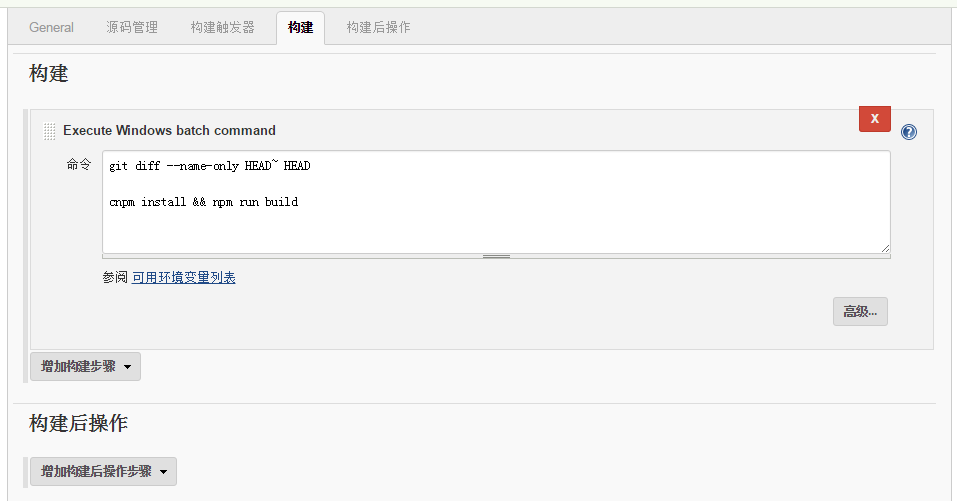 General 源码管理 构建触发器 构建 构建后操作
构建
Execute Windows batch command
X
?
命令
git diff --name-only HEAD~ HEAD
cnpm install && npm run build
参阅 可用环境变量列表
高级...
增加构建步骤
构建后操作
增加构建后操作步骤